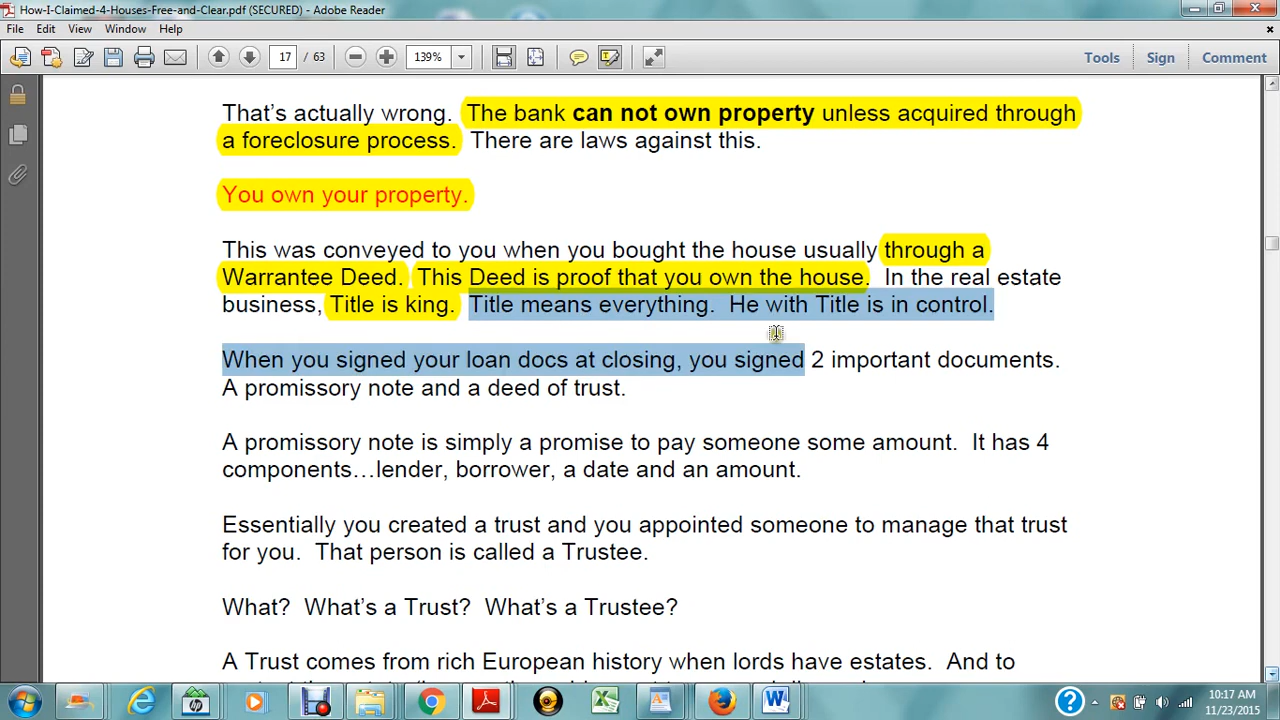 How-I-Claimed-4-Houses-Free-and-Clear.pdf (SECURED) - Adobe Reader
File Edit View Window Help
17 / 63 139% Tools Sign Comment
That's actually wrong. The bank can not own property unless acquired through
a foreclosure process. There are laws against this.
You own your property.
This was conveyed to you when you bought the house usually through a
Warrantee Deed. This Deed is proof that you own the house. In the real estate
business, Title is king. Title means everything. He with Title is in control.
When you signed your loan docs at closing, you signed 2 important documents.
A promissory note and a deed of trust.
A promissory note is simply a promise to pay someone some amount. It has 4
components…lender, borrower, a date and an amount.
Essentially you created a trust and you appointed someone to manage that trust
for you. That person is called a Trustee.
What? What's a Trust? What's a Trustee?
A Trust comes from rich European history when lords have estates. And to
10:17 AM
11/23/2015